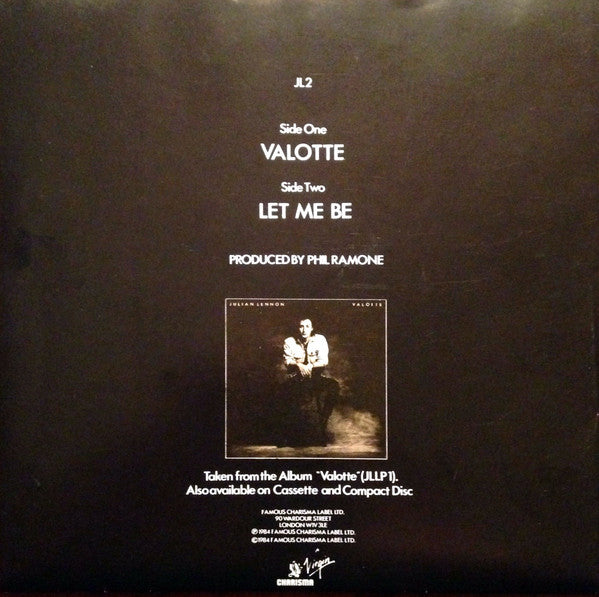 JL2
Side One
VALOTTE
Side Two
LET ME BE
PRODUCED BY PHIL RAMONE
JULIAN LENNON VALOTTE
Taken from the Album "Valotte" (JLLP1).
Also available on Cassette and Compact Disc
FAMOUS CHARISMA LABEL LTD.
90 WARDOUR STREET
LONDON W1V 3LE
℗ 1984 FAMOUS CHARISMA LABEL LTD.
© 1984 FAMOUS CHARISMA LABEL LTD.
Virgin
CHARISMA